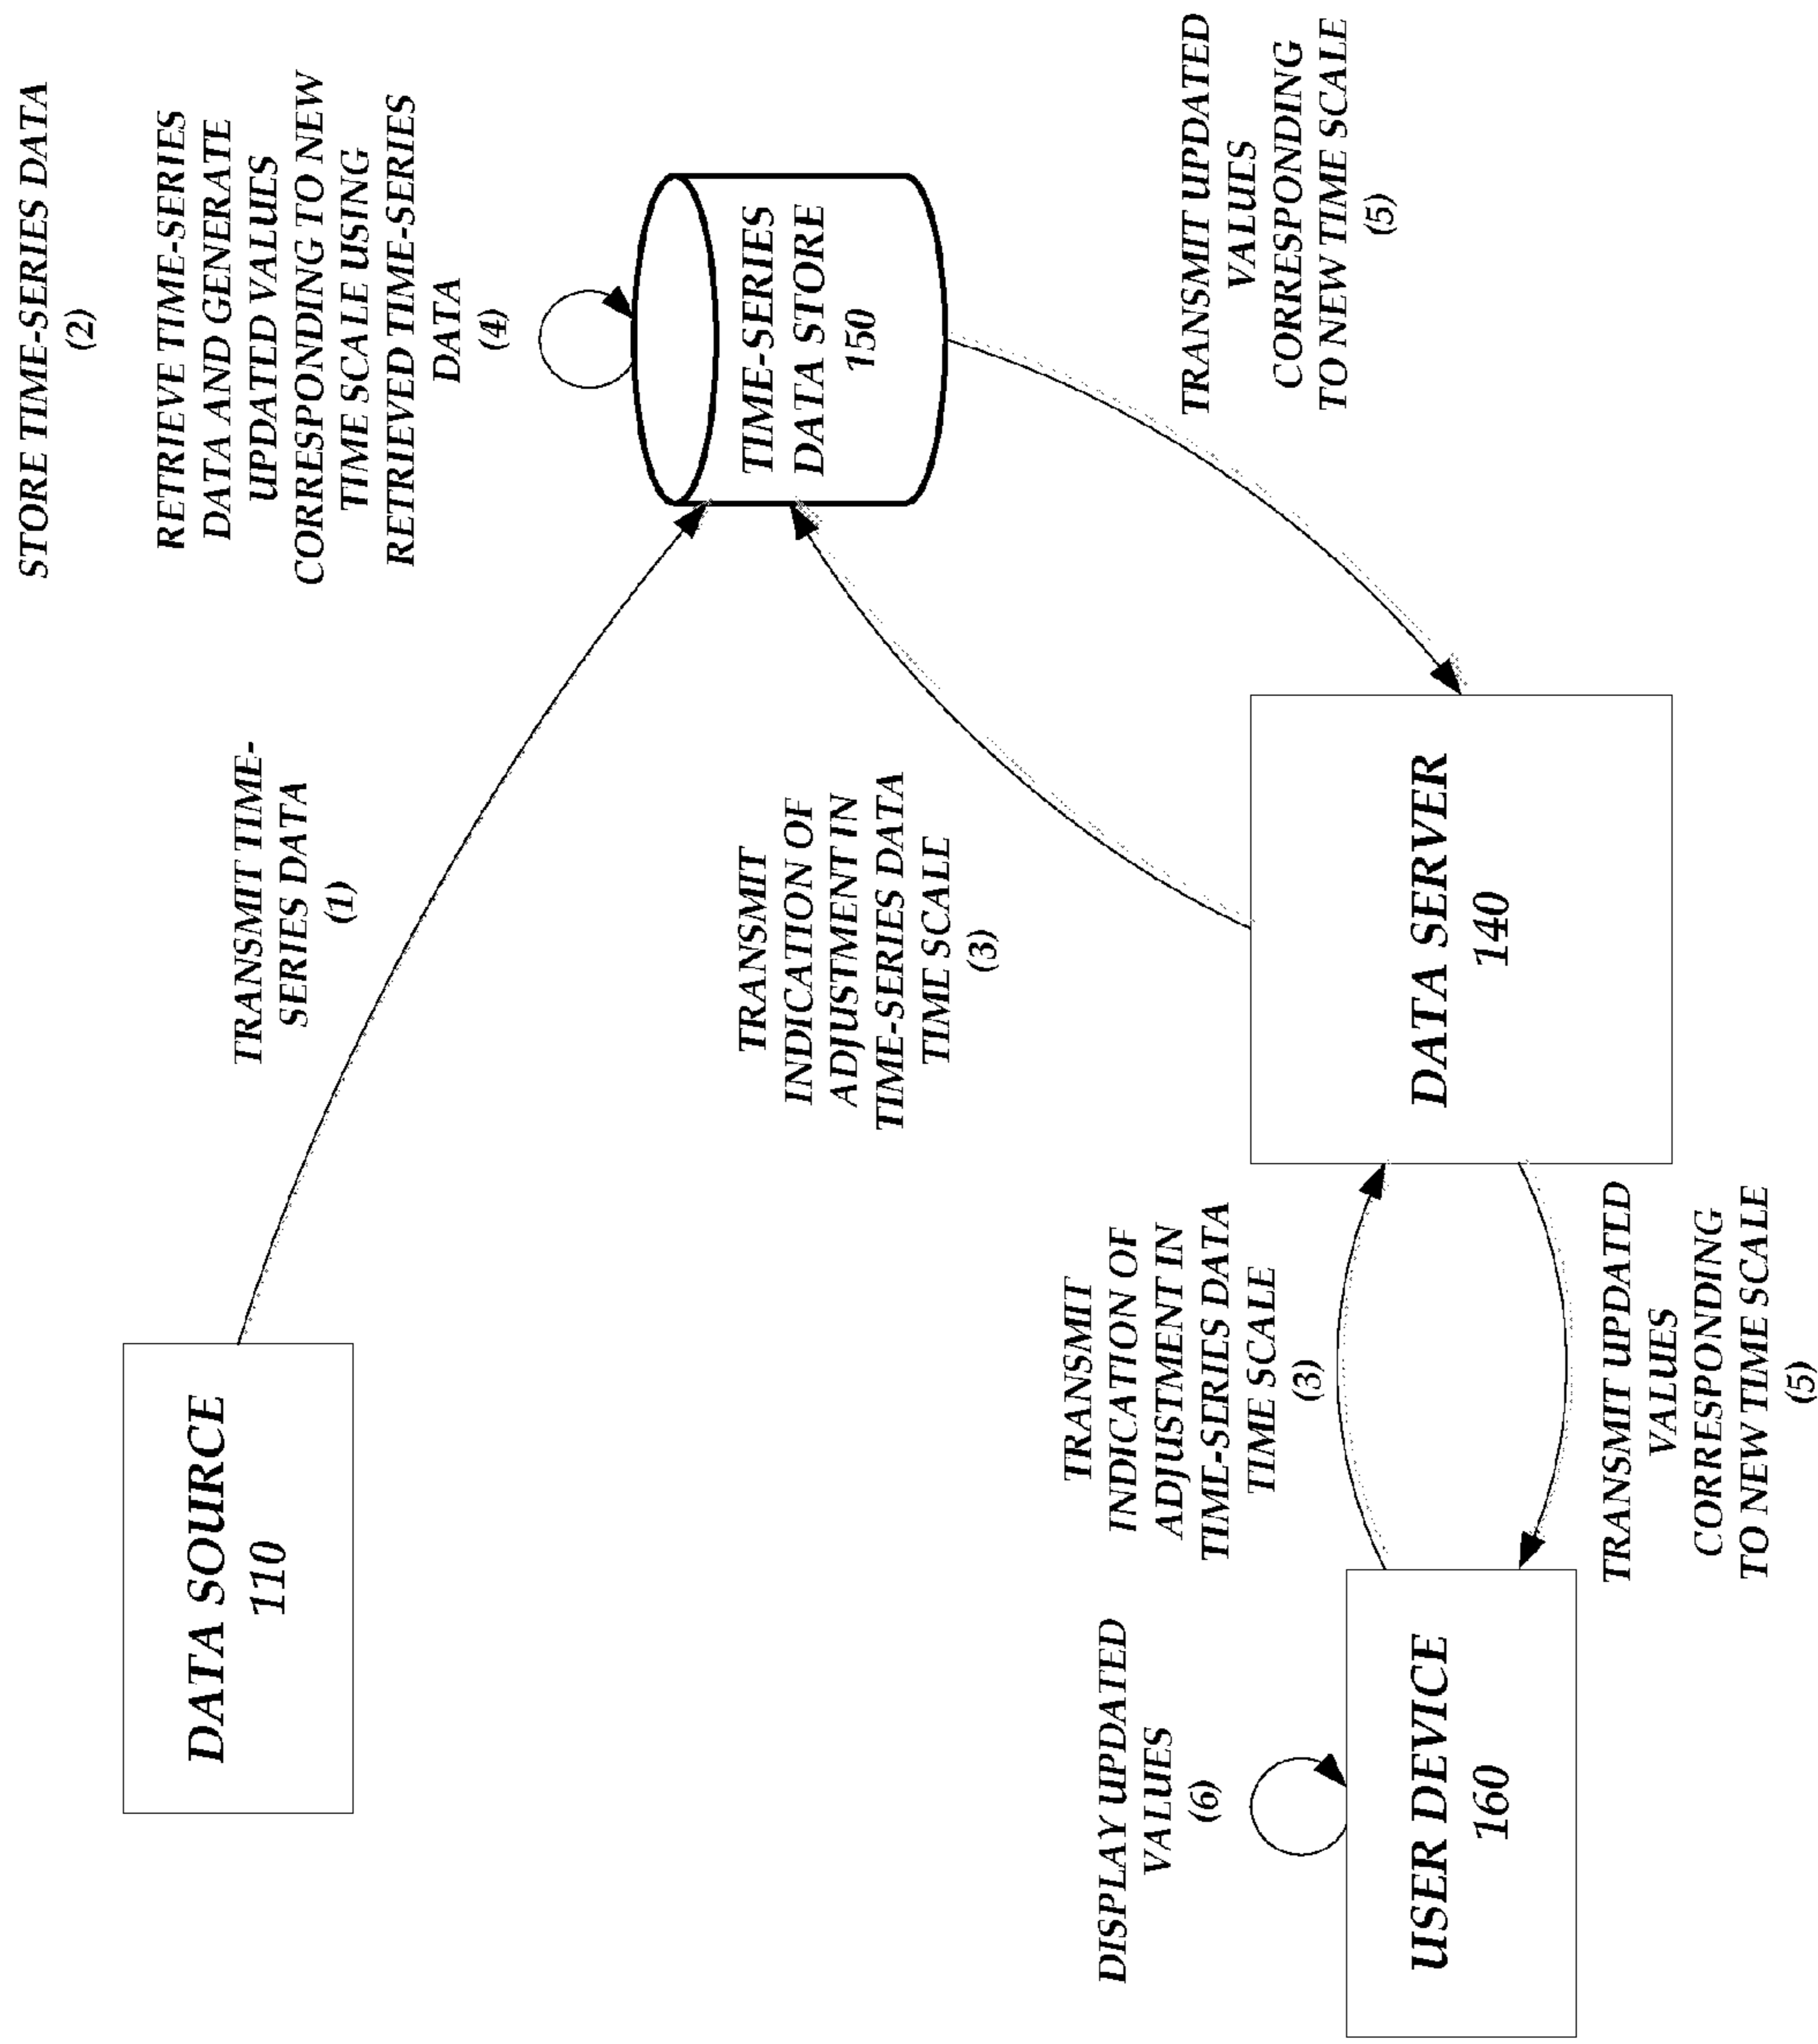 STORE TIME-SERIES DATA
(2)
RETRIEVE TIME-SERIES
DATA AND GENERATE
UPDATED VALUES
CORRESPONDING TO NEW
TIME SCALE USING
RETRIEVED TIME-SERIES
DATA
(4)
TRANSMIT TIME-
SERIES DATA
(1)
DATA SOURCE
110
TIME-SERIES
DATA STORE
150
TRANSMIT
INDICATION OF
ADJUSTMENT IN
TIME-SERIES DATA
TIME SCALE
(3)
TRANSMIT UPDATED
VALUES
CORRESPONDING
TO NEW TIME SCALE
(5)
DISPLAY UPDATED
VALUES
(6)
TRANSMIT
INDICATION OF
ADJUSTMENT IN
TIME-SERIES DATA
TIME SCALE
(3)
USER DEVICE
160
DATA SERVER
140
TRANSMIT UPDATED
VALUES
CORRESPONDING
TO NEW TIME SCALE
(5)